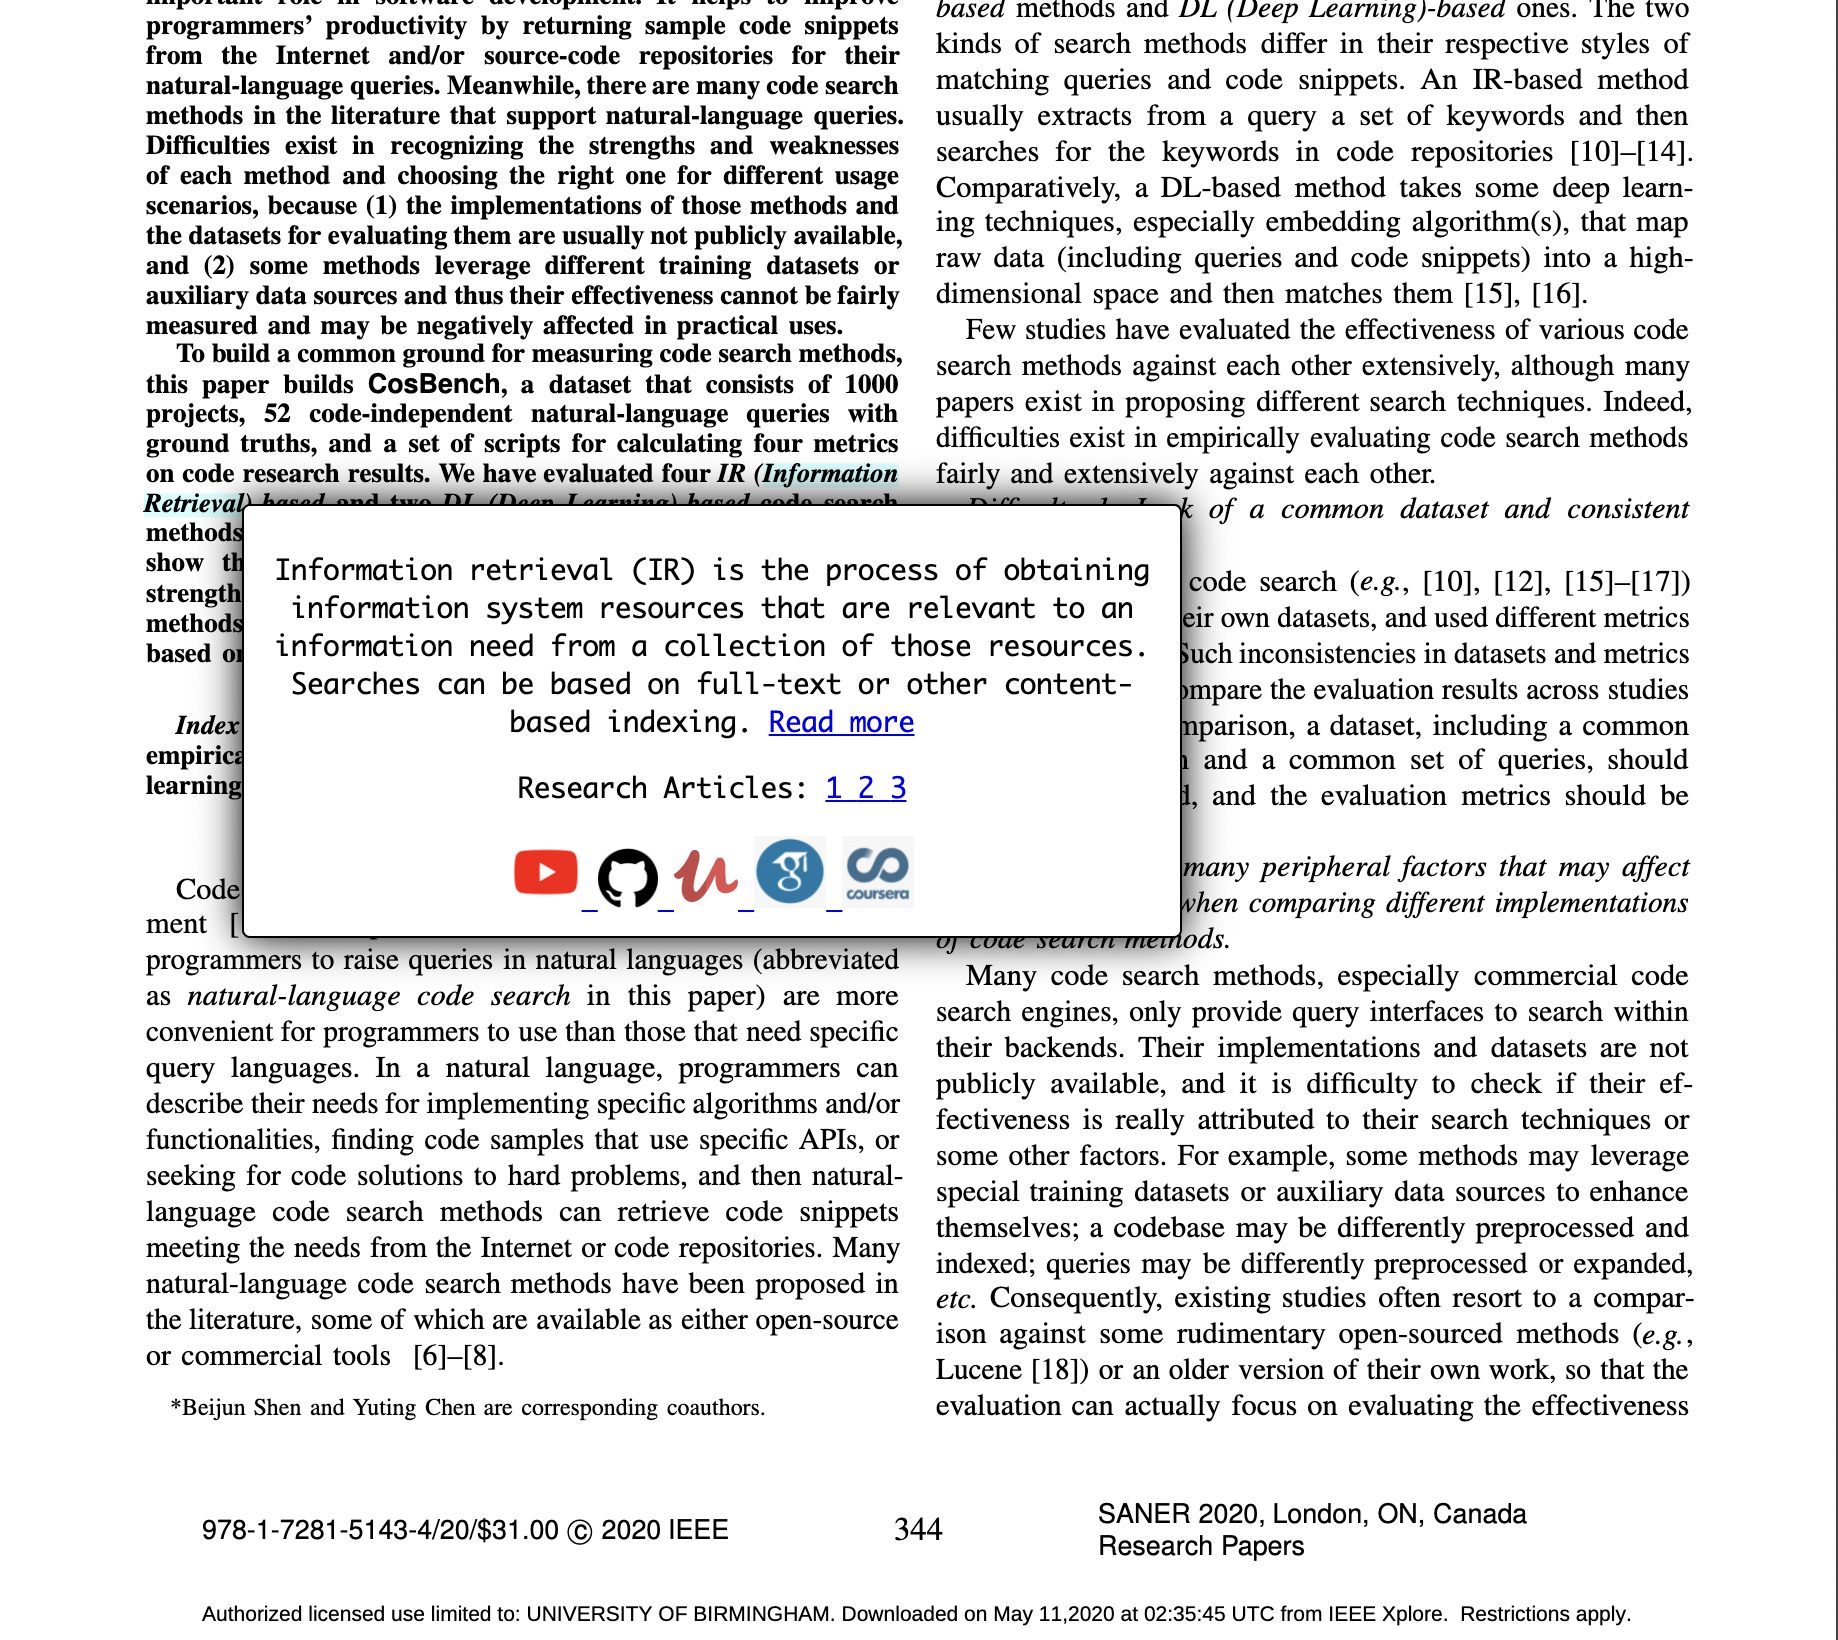 important role in software development. It helps to improve
programmers’ productivity by returning sample code snippets
from the Internet and/or source-code repositories for their
natural-language queries. Meanwhile, there are many code search
methods in the literature that support natural-language queries.
Difficulties exist in recognizing the strengths and weaknesses
of each method and choosing the right one for different usage
scenarios, because (1) the implementations of those methods and
the datasets for evaluating them are usually not publicly available,
and (2) some methods leverage different training datasets or
auxiliary data sources and thus their effectiveness cannot be fairly
measured and may be negatively affected in practical uses.
To build a common ground for measuring code search methods,
this paper builds CosBench, a dataset that consists of 1000
projects, 52 code-independent natural-language queries with
ground truths, and a set of scripts for calculating four metrics
on code research results. We have evaluated four IR (Information
Retrieval)-based and two DL (Deep Learning)-based code search
methods
show
strength
methods
based
Index
empirica
learning
Code
ment [
programmers to raise queries in natural languages (abbreviated
as natural-language code search in this paper) are more
convenient for programmers to use than those that need specific
query languages. In a natural language, programmers can
describe their needs for implementing specific algorithms and/or
functionalities, finding code samples that use specific APIs, or
seeking for code solutions to hard problems, and then natural-
language code search methods can retrieve code snippets
meeting the needs from the Internet or code repositories. Many
natural-language code search methods have been proposed in
the literature, some of which are available as either open-source
or commercial tools [6]–[8].
*Beijun Shen and Yuting Chen are corresponding coauthors.
based methods and DL (Deep Learning)-based ones. The two
kinds of search methods differ in their respective styles of
matching queries and code snippets. An IR-based method
usually extracts from a query a set of keywords and then
searches for the keywords in code repositories [10]–[14].
Comparatively, a DL-based method takes some deep learn-
ing techniques, especially embedding algorithm(s), that map
raw data (including queries and code snippets) into a high-
dimensional space and then matches them [15], [16].
Few studies have evaluated the effectiveness of various code
search methods against each other extensively, although many
papers exist in proposing different search techniques. Indeed,
difficulties exist in empirically evaluating code search methods
fairly and extensively against each other.
of a common dataset and consistent
code search (e.g., [10], [12], [15]–[17])
eir own datasets, and used different metrics
Such inconsistencies in datasets and metrics
ompare the evaluation results across studies
mparison, a dataset, including a common
and a common set of queries, should
d, and the evaluation metrics should be
many peripheral factors that may affect
when comparing different implementations
of code search methods.
Many code search methods, especially commercial code
search engines, only provide query interfaces to search within
their backends. Their implementations and datasets are not
publicly available, and it is difficulty to check if their ef-
fectiveness is really attributed to their search techniques or
some other factors. For example, some methods may leverage
special training datasets or auxiliary data sources to enhance
themselves; a codebase may be differently preprocessed and
indexed; queries may be differently preprocessed or expanded,
etc. Consequently, existing studies often resort to a compar-
ison against some rudimentary open-sourced methods (e.g.,
Lucene [18]) or an older version of their own work, so that the
evaluation can actually focus on evaluating the effectiveness
Information retrieval (IR) is the process of obtaining
information system resources that are relevant to an
information need from a collection of those resources.
Searches can be based on full-text or other content-
based indexing. Read more
Research Articles: 1 2 3
coursera
978-1-7281-5143-4/20/$31.00 © 2020 IEEE
344
SANER 2020, London, ON, Canada
Research Papers
Authorized licensed use limited to: UNIVERSITY OF BIRMINGHAM. Downloaded on May 11,2020 at 02:35:45 UTC from IEEE Xplore. Restrictions apply.